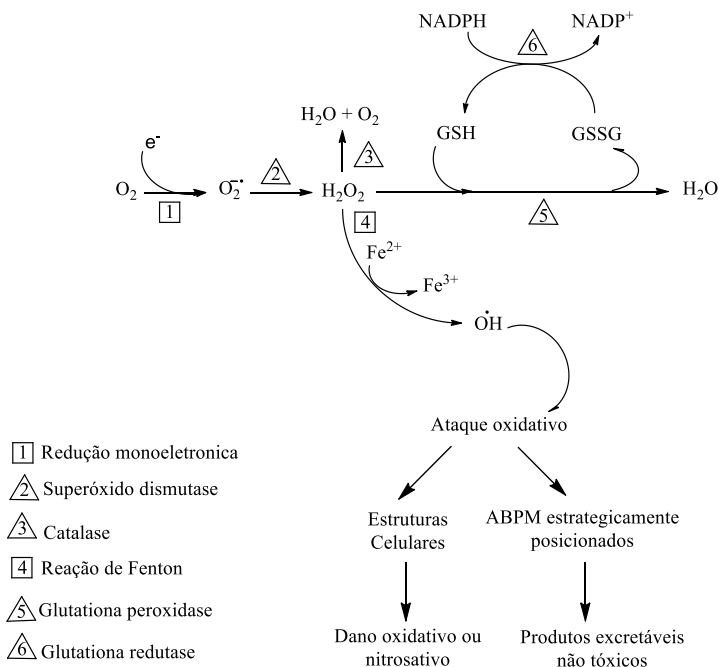 NADPH NADP⁺
6
H₂O + O₂
e⁻
GSH GSSG
3
2
O₂ O₂⁻• H₂O₂ H₂O
1 4 5
Fe²⁺
Fe³⁺
•OH
Ataque oxidativo
1 Redução monoeletronica
2 Superóxido dismutase
3 Catalase
4 Reação de Fenton
5 Glutationa peroxidase
6 Glutationa redutase
Estruturas
Celulares
ABPM estrategicamente
posicionados
Dano oxidativo ou
nitrosativo
Produtos excretáveis
não tóxicos